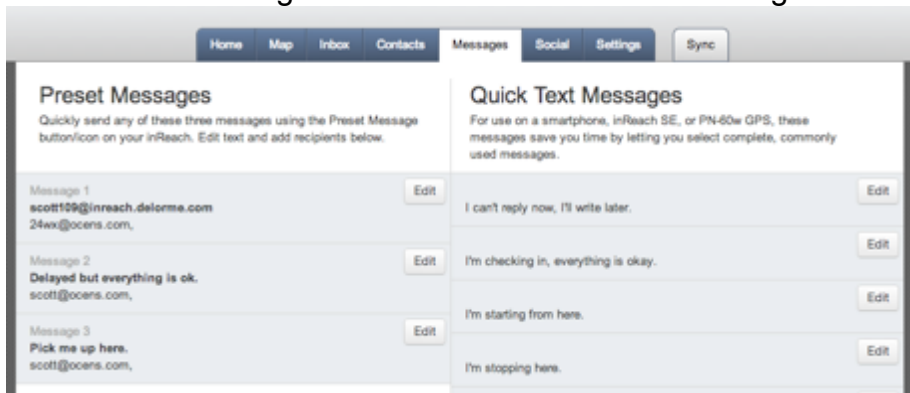 Home Map Inbox Contacts Messages Social Settings Sync
Preset Messages
Quickly send any of these three messages using the Preset Message
button/icon on your inReach. Edit text and add recipients below.
Message 1
Edit
scott109@inreach.delorme.com
24wx@ocens.com,
Message 2
Edit
Delayed but everything is ok.
scott@ocens.com,
Message 3
Edit
Pick me up here.
scott@ocens.com,
Quick Text Messages
For use on a smartphone, inReach SE, or PN-60w GPS, these
messages save you time by letting you select complete, commonly
used messages.
Edit
I can't reply now, I'll write later.
Edit
I'm checking in, everything is okay.
Edit
I'm starting from here.
Edit
I'm stopping here.